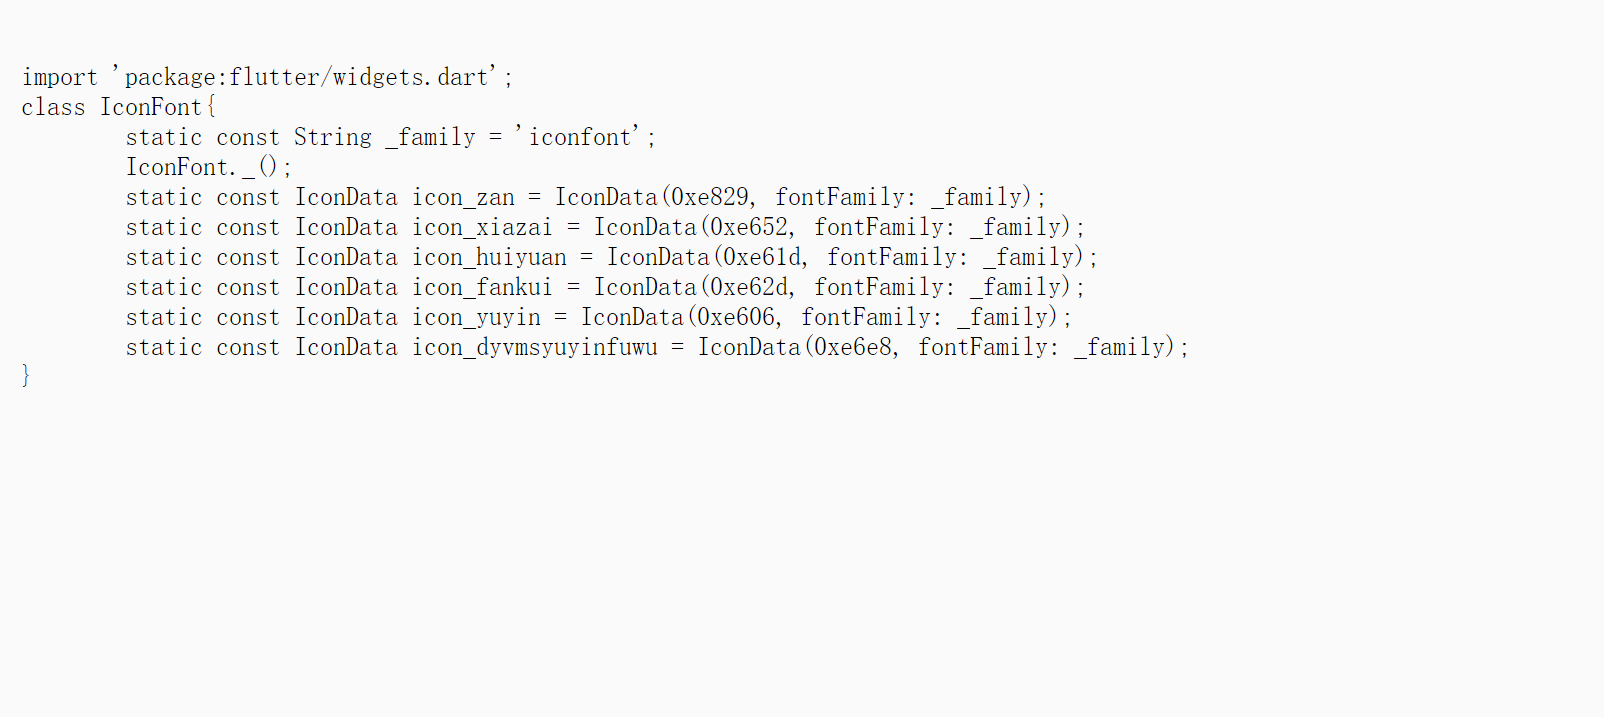 import 'package:flutter/widgets.dart';
class IconFont{
        static const String _family = 'iconfont';
        IconFont._();
        static const IconData icon_zan = IconData(0xe829, fontFamily: _family);
        static const IconData icon_xiazai = IconData(0xe652, fontFamily: _family);
        static const IconData icon_huiyuan = IconData(0xe61d, fontFamily: _family);
        static const IconData icon_fankui = IconData(0xe62d, fontFamily: _family);
        static const IconData icon_yuyin = IconData(0xe606, fontFamily: _family);
        static const IconData icon_dyvmsyuyinfuwu = IconData(0xe6e8, fontFamily: _family);
}